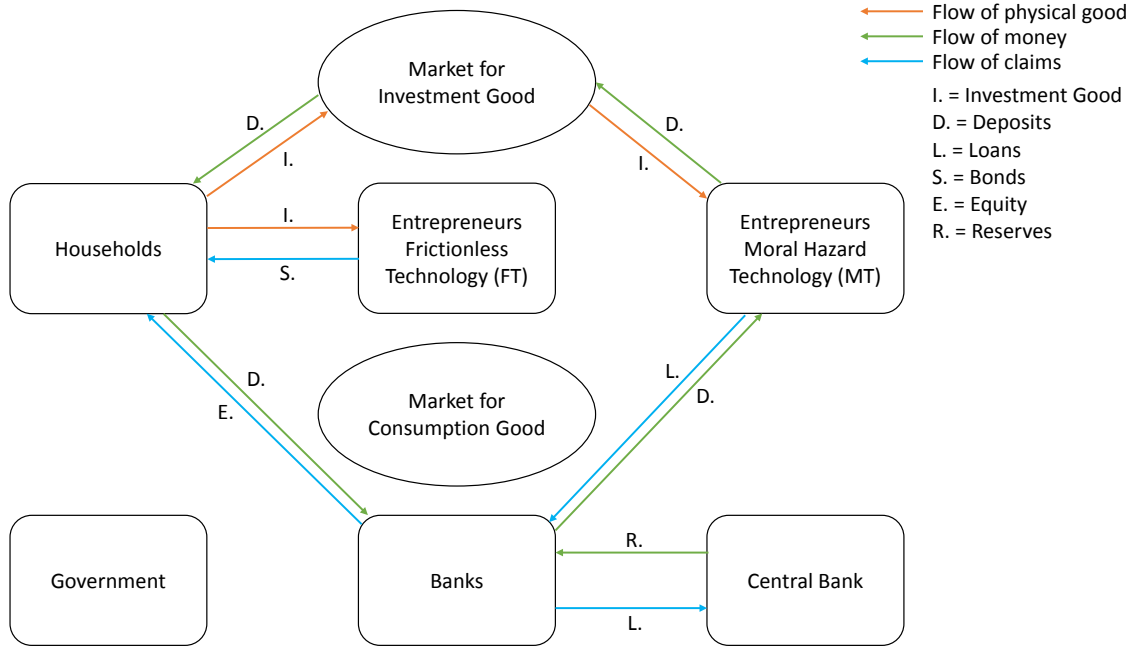 Flow of physical good
Flow of money
Flow of claims
I. = Investment Good
D. = Deposits
L. = Loans
S. = Bonds
E. = Equity
R. = Reserves
Market for
Investment Good
D.
I.
D.
I.
Households
I.
S.
Entrepreneurs
Frictionless
Technology (FT)
Entrepreneurs
Moral Hazard
Technology (MT)
D.
E.
Market for
Consumption Good
L.
D.
Government
Banks
R.
L.
Central Bank